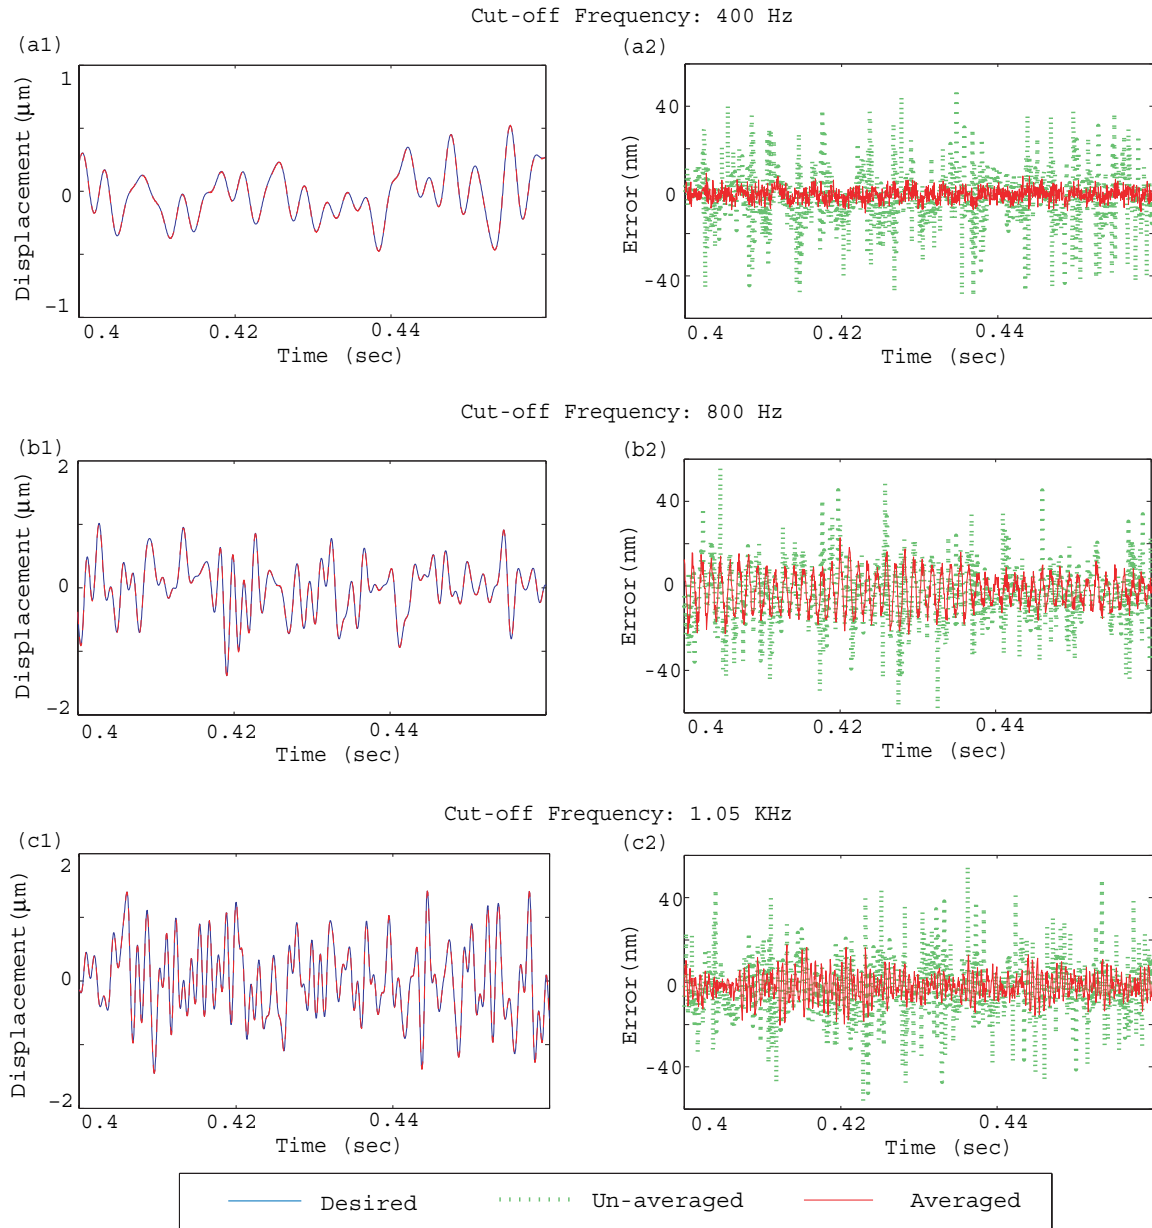 Cut-off Frequency: 400 Hz
(a1)
(a2)
Displacement(μm)
1
0
-1
0.4
0.42
0.44
Time (sec)
Error(nm)
40
0
-40
0.4
0.42
0.44
Time (sec)
Cut-off Frequency: 800 Hz
(b1)
(b2)
Displacement(μm)
2
0
-2
0.4
0.42
0.44
Time (sec)
Error(nm)
40
0
-40
0.4
0.42
0.44
Time (sec)
Cut-off Frequency: 1.05 KHz
(c1)
(c2)
Displacement(μm)
2
0
-2
0.4
0.42
0.44
Time (sec)
Error(nm)
40
0
-40
0.4
0.42
0.44
Time (sec)
Desired
Un-averaged
Averaged